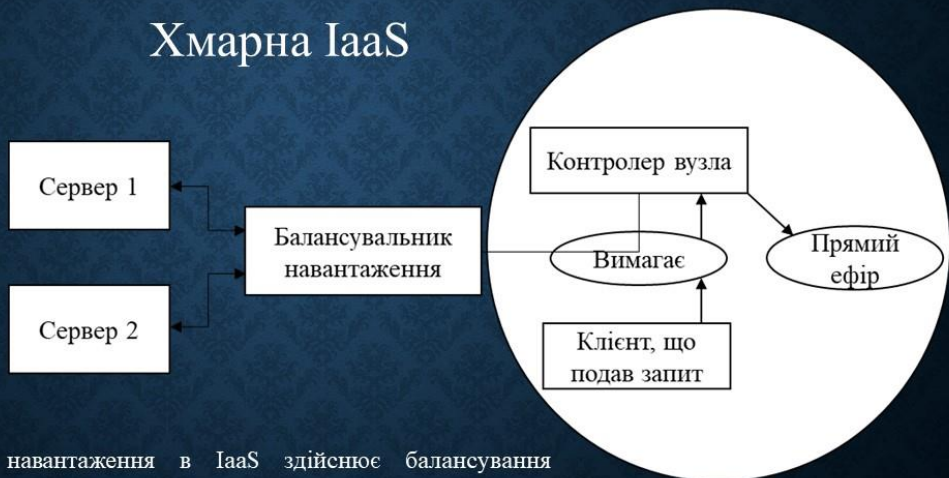 Хмарна IaaS
Сервер 1
Сервер 2
Балансувальник
навантаження
Контролер вузла
Вимагає
Прямий
ефір
Клієнт, що
подав запит
навантаження в IaaS здійснює балансування